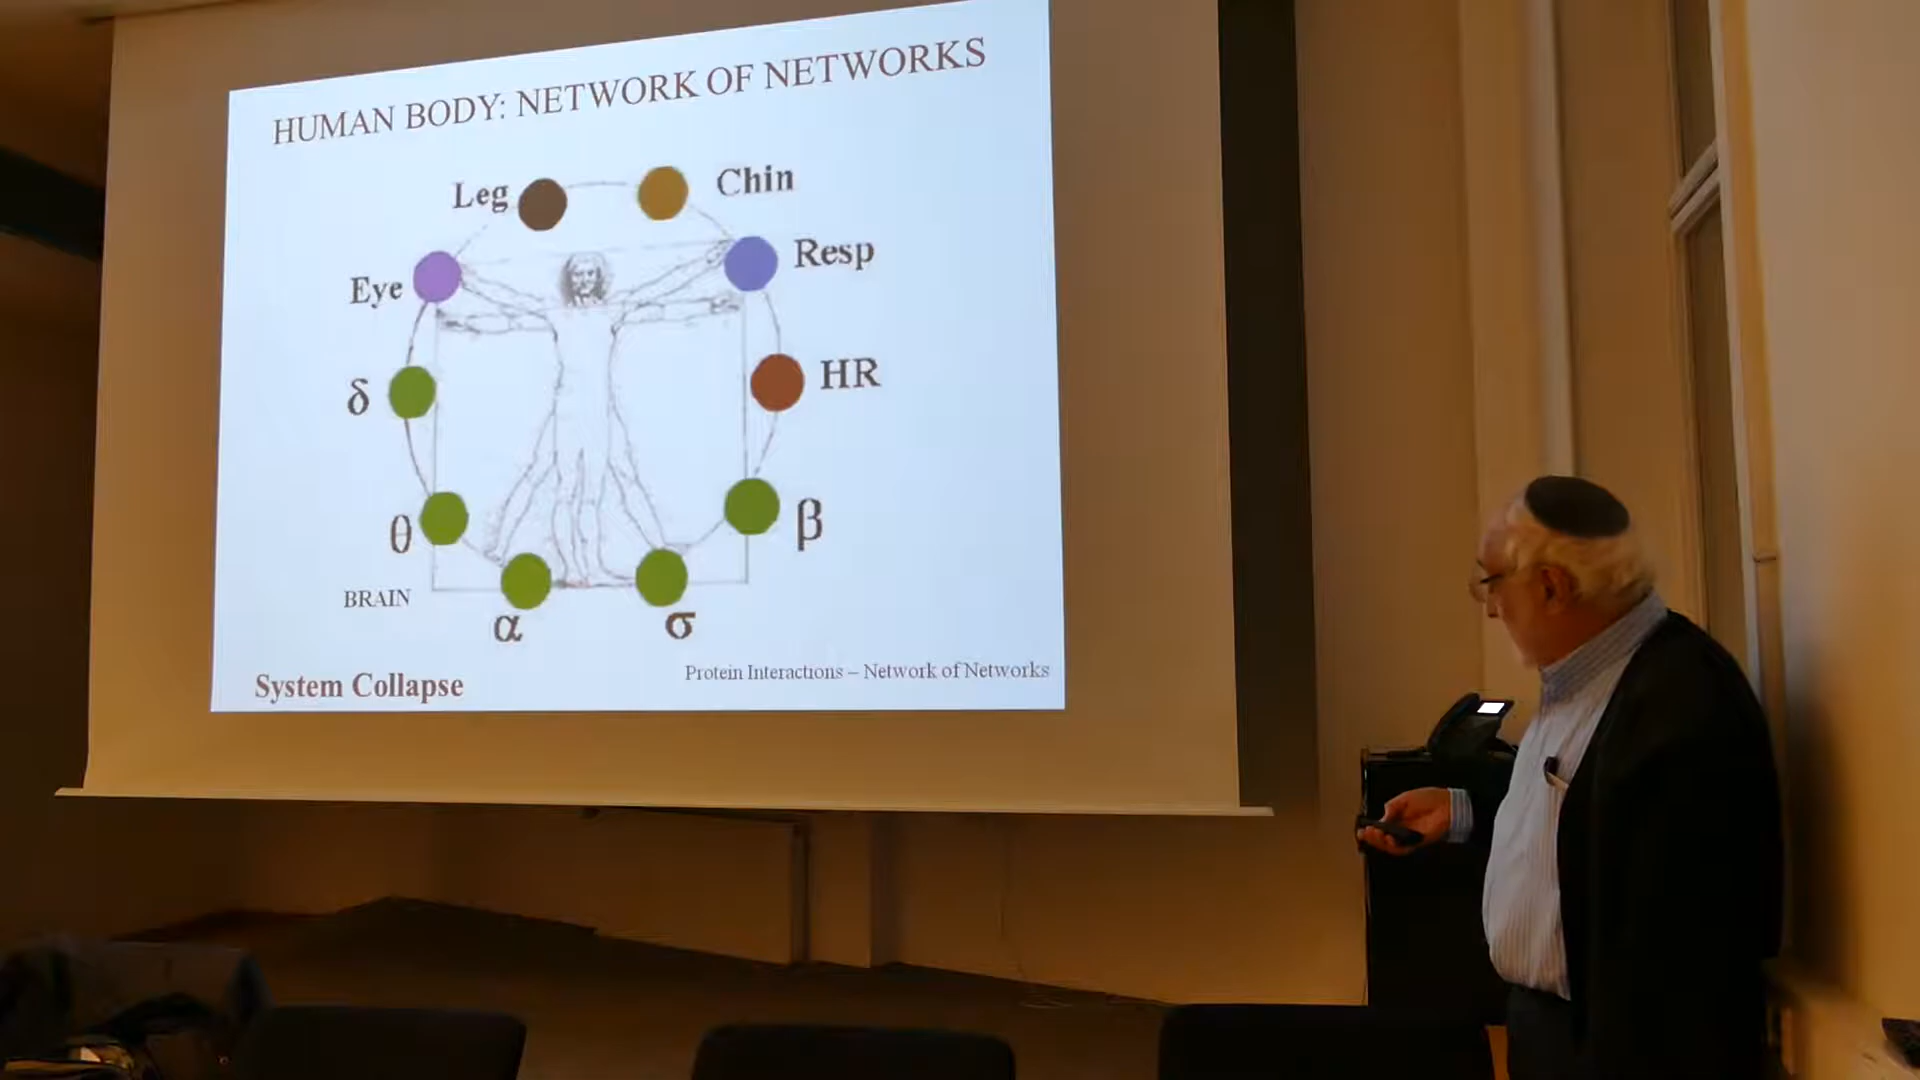 HUMAN BODY: NETWORK OF NETWORKS
Leg
Chin
Eye
Resp
δ
HR
θ
β
BRAIN
α
σ
System Collapse
Protein Interactions – Network of Networks